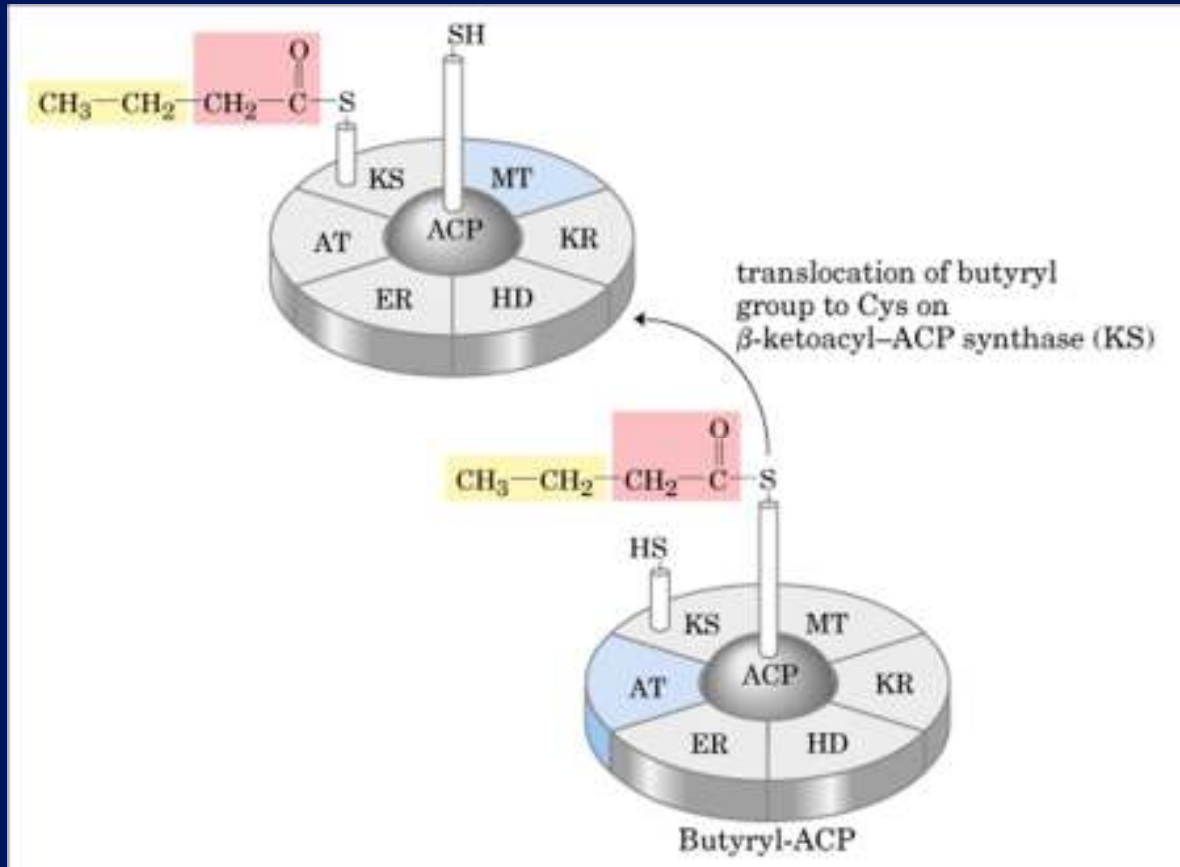 SH
O
CH₃—CH₂—CH₂—C—S
KS
MT
AT
ACP
KR
ER
HD
translocation of butyryl
group to Cys on
β-ketoacyl–ACP synthase (KS)
O
CH₃—CH₂—CH₂—C—S
HS
KS
MT
AT
ACP
KR
ER
HD
Butyryl-ACP